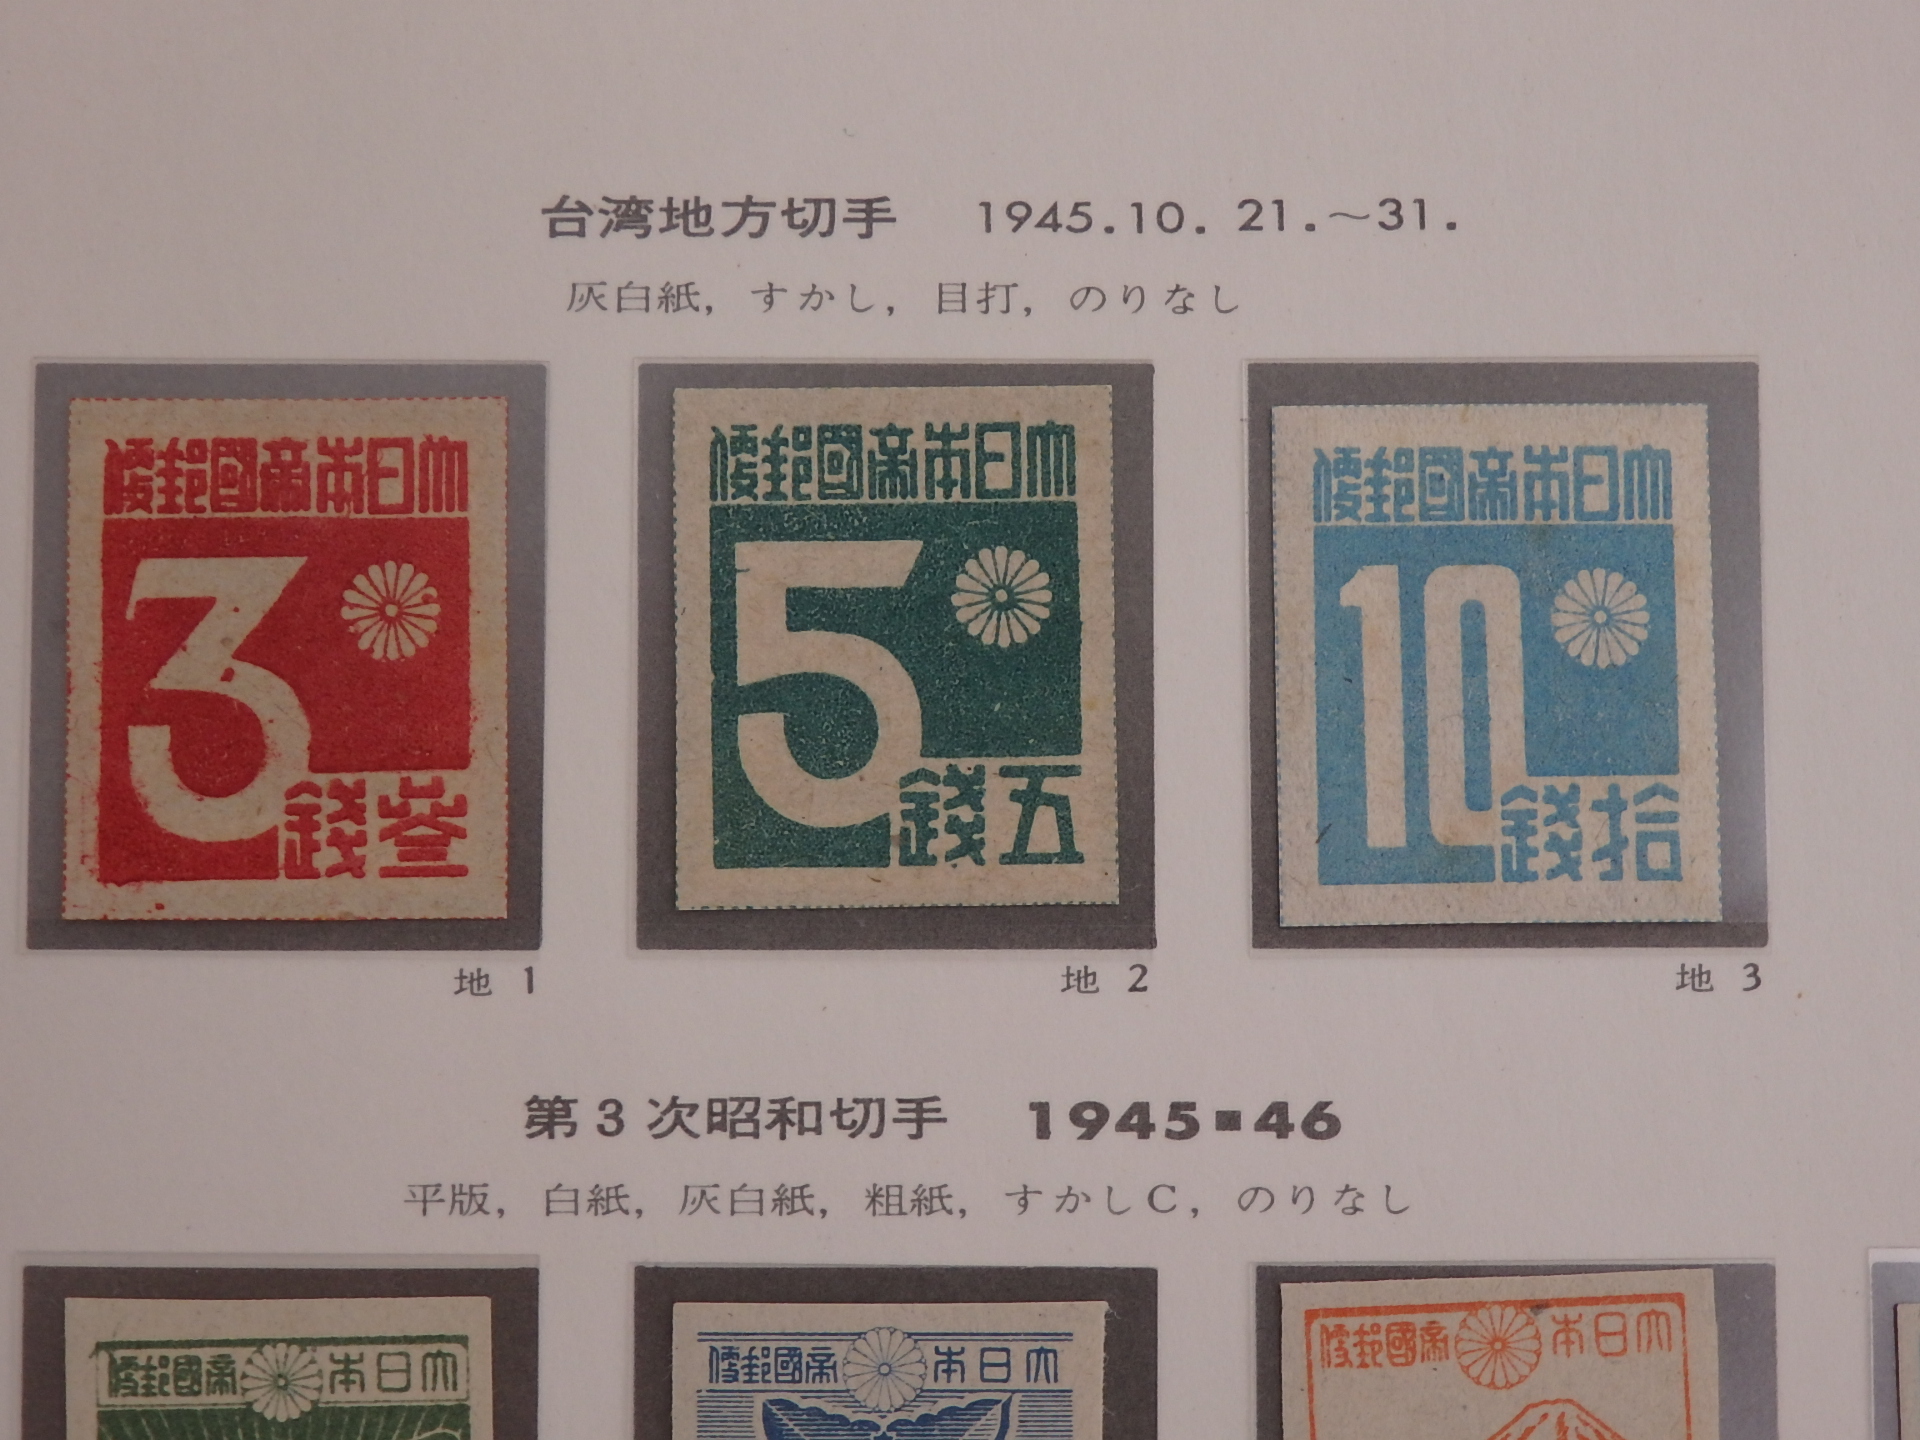 台湾地方切手 1945.10. 21.～31.
灰白紙, すかし, 目打, のりなし
便郵國帝本日大
3
錢叁
便郵國帝本日大
5
錢五
便郵國帝本日大
10
錢拾
地 1
地 2
地 3
第3次昭和切手 1945▪46
平版, 白紙, 灰白紙, 粗紙, すかしC, のりなし
便郵國帝 本日大
便郵國帝 本日大
便郵國帝 本日大